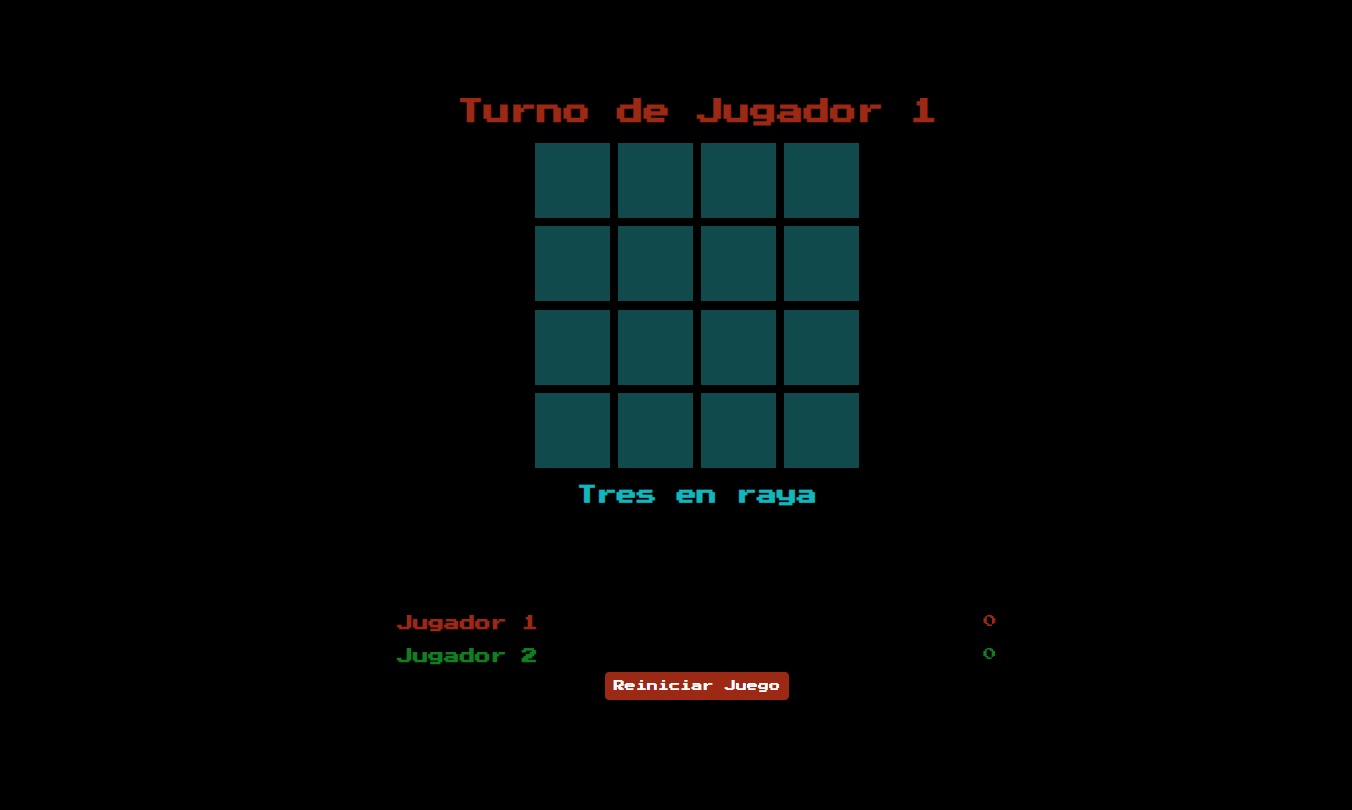 Turno de Jugador 1
Tres en raya
Jugador 1 0
Jugador 2 0
Reiniciar Juego